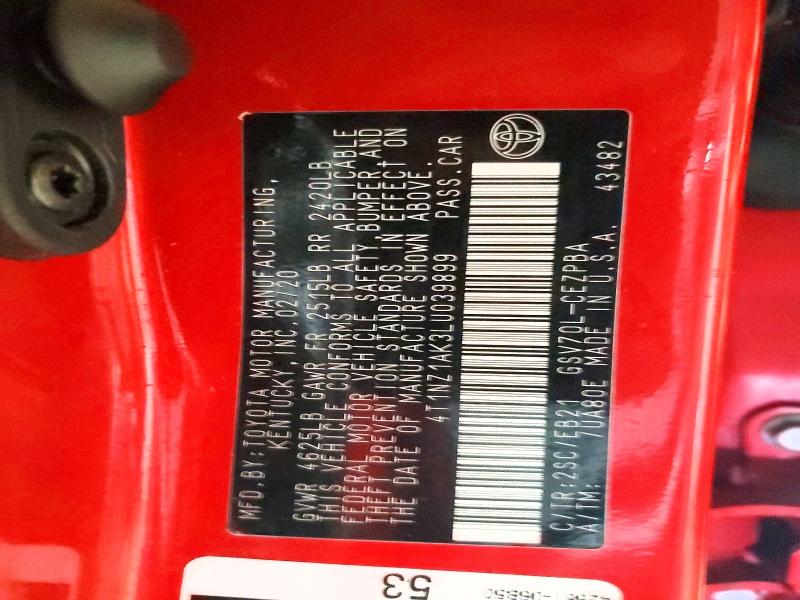 MFD.BY:TOYOTA MOTOR MANUFACTURING,
KENTUCKY, INC. 02/20
GVWR 4625LB GAWR FR 2515LB RR 2420LB
THIS VEHICLE CONFORMS TO ALL APPLICABLE
FEDERAL MOTOR VEHICLE SAFETY, BUMPER, AND
THEFT PREVENTION STANDARDS IN EFFECT ON
THE DATE OF MANUFACTURE SHOWN ABOVE.
4T1NZ1AK3LU039899 PASS.CAR
C/TR:2SC/EB21 GSV70L-CEZPBA
A/TM: /UA80E MADE IN U.S.A. 43482
53